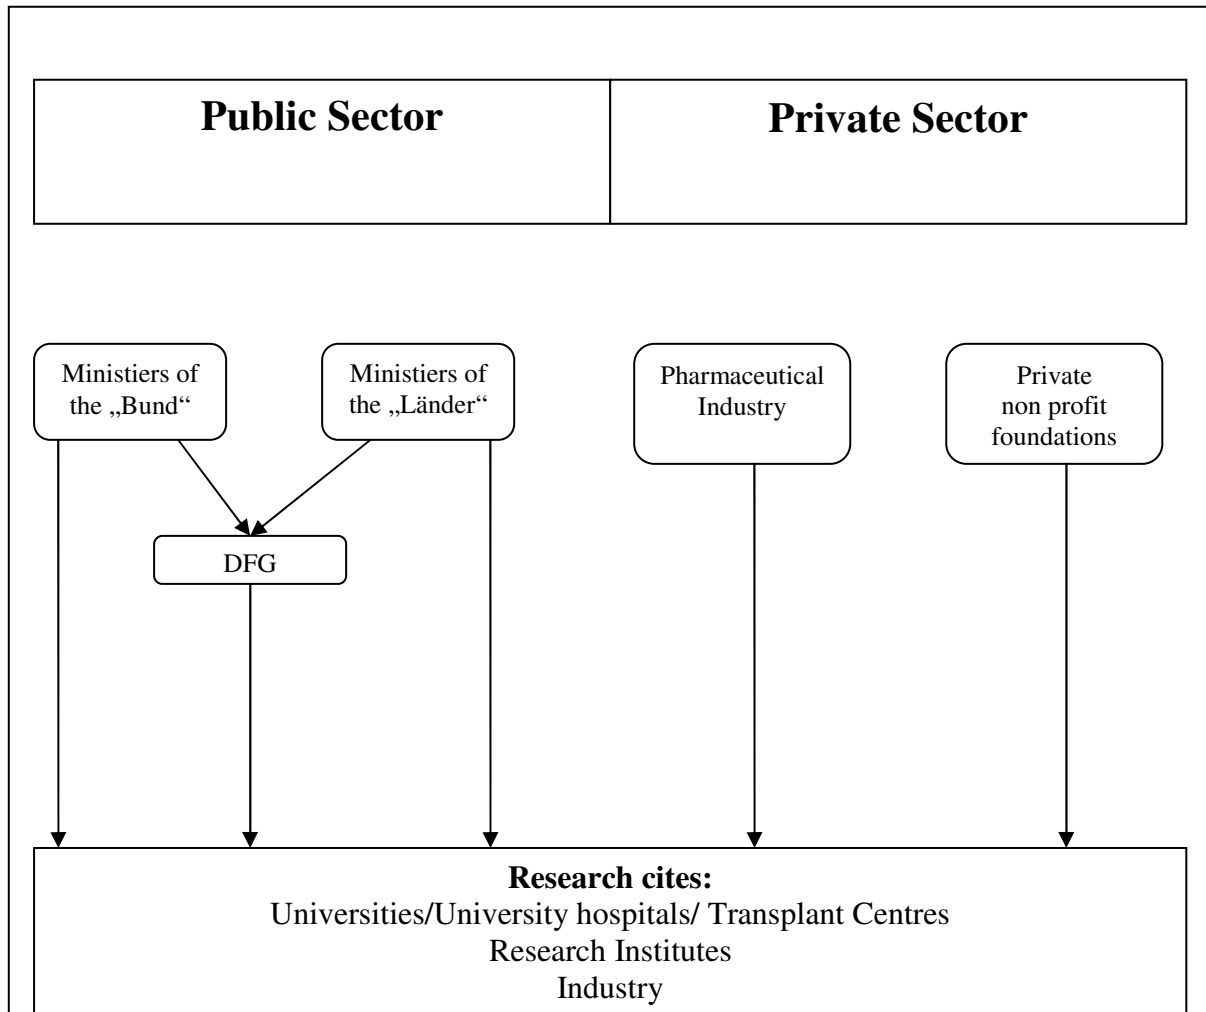 Public Sector
Private Sector
Ministiers of
the „Bund“
Ministiers of
the „Länder“
Pharmaceutical
Industry
Private
non profit
foundations
DFG
Research cites:
Universities/University hospitals/ Transplant Centres
Research Institutes
Industry